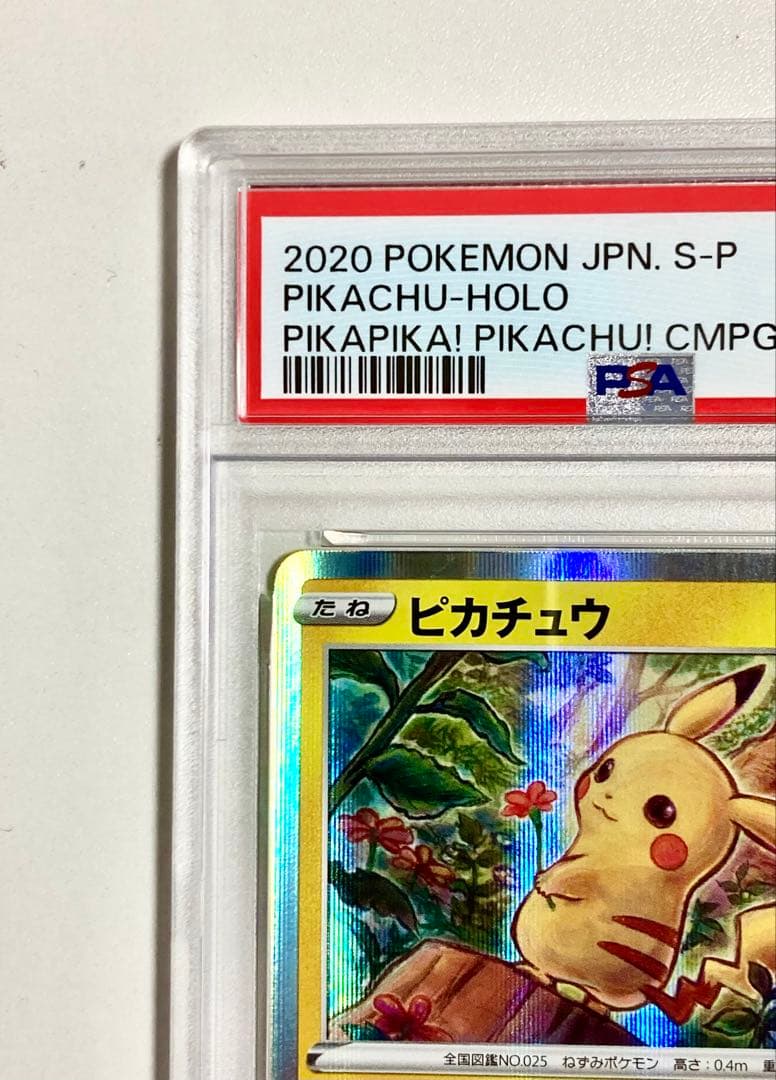 2020 POKEMON JPN. S-P
PIKACHU-HOLO
PIKAPIKA! PIKACHU! CMPG
PSA
たね ピカチュウ
全国図鑑NO.025 ねずみポケモン 高さ:0.4m 重